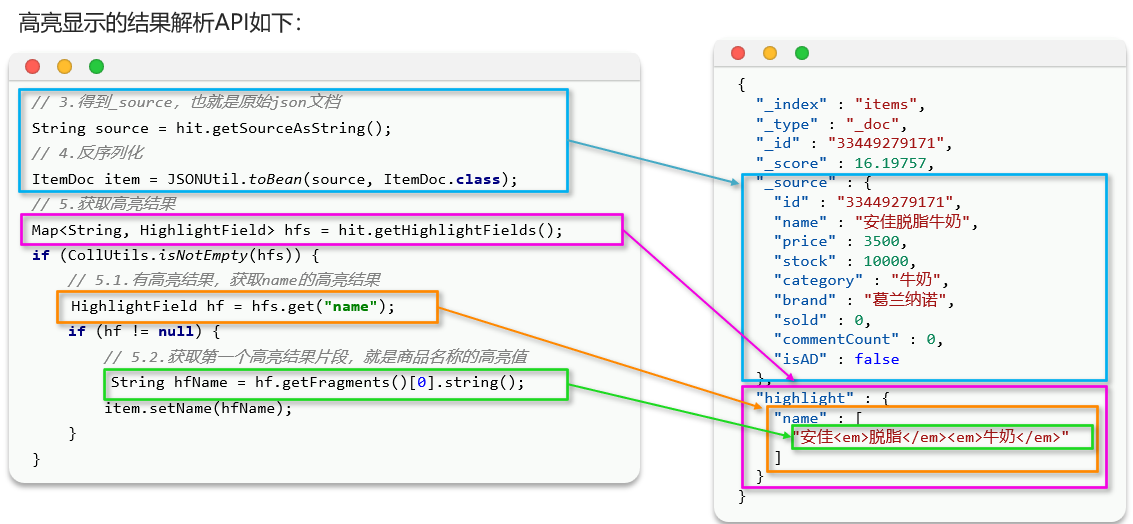 高亮显示的结果解析API如下：
// 3.得到_source，也就是原始json文档
String source = hit.getSourceAsString();
// 4.反序列化
ItemDoc item = JSONUtil.toBean(source, ItemDoc.class);
// 5.获取高亮结果
Map<String, HighlightField> hfs = hit.getHighlightFields();
if (CollUtils.isNotEmpty(hfs)) {
// 5.1.有高亮结果，获取name的高亮结果
HighlightField hf = hfs.get("name");
if (hf != null) {
// 5.2.获取第一个高亮结果片段，就是商品名称的高亮值
String hfName = hf.getFragments()[0].string();
item.setName(hfName);
}
}
{
"_index" : "items",
"_type" : "_doc",
"_id" : "33449279171",
"_score" : 16.19757,
"_source" : {
"id" : "33449279171",
"name" : "安佳脱脂牛奶",
"price" : 3500,
"stock" : 10000,
"category" : "牛奶",
"brand" : "葛兰纳诺",
"sold" : 0,
"commentCount" : 0,
"isAD" : false
},
"highlight" : {
"name" : [
"安佳<em>脱脂</em><em>牛奶</em>"
]
}
}